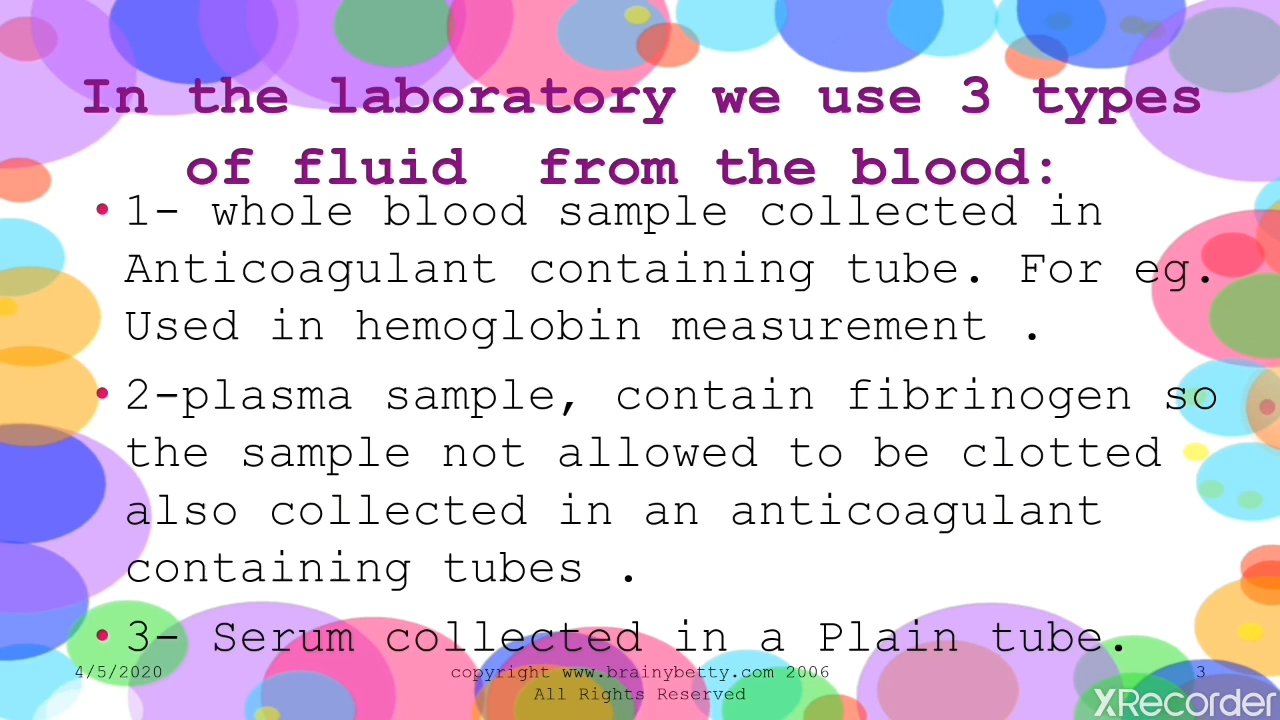 In the laboratory we use 3 types
of fluid from the blood:
• 1- whole blood sample collected in
Anticoagulant containing tube. For eg.
Used in hemoglobin measurement .
• 2-plasma sample, contain fibrinogen so
the sample not allowed to be clotted
also collected in an anticoagulant
containing tubes .
• 3- Serum collected in a Plain tube.
4/5/2020
copyright www.brainybetty.com 2006
All Rights Reserved
3
XRecorder